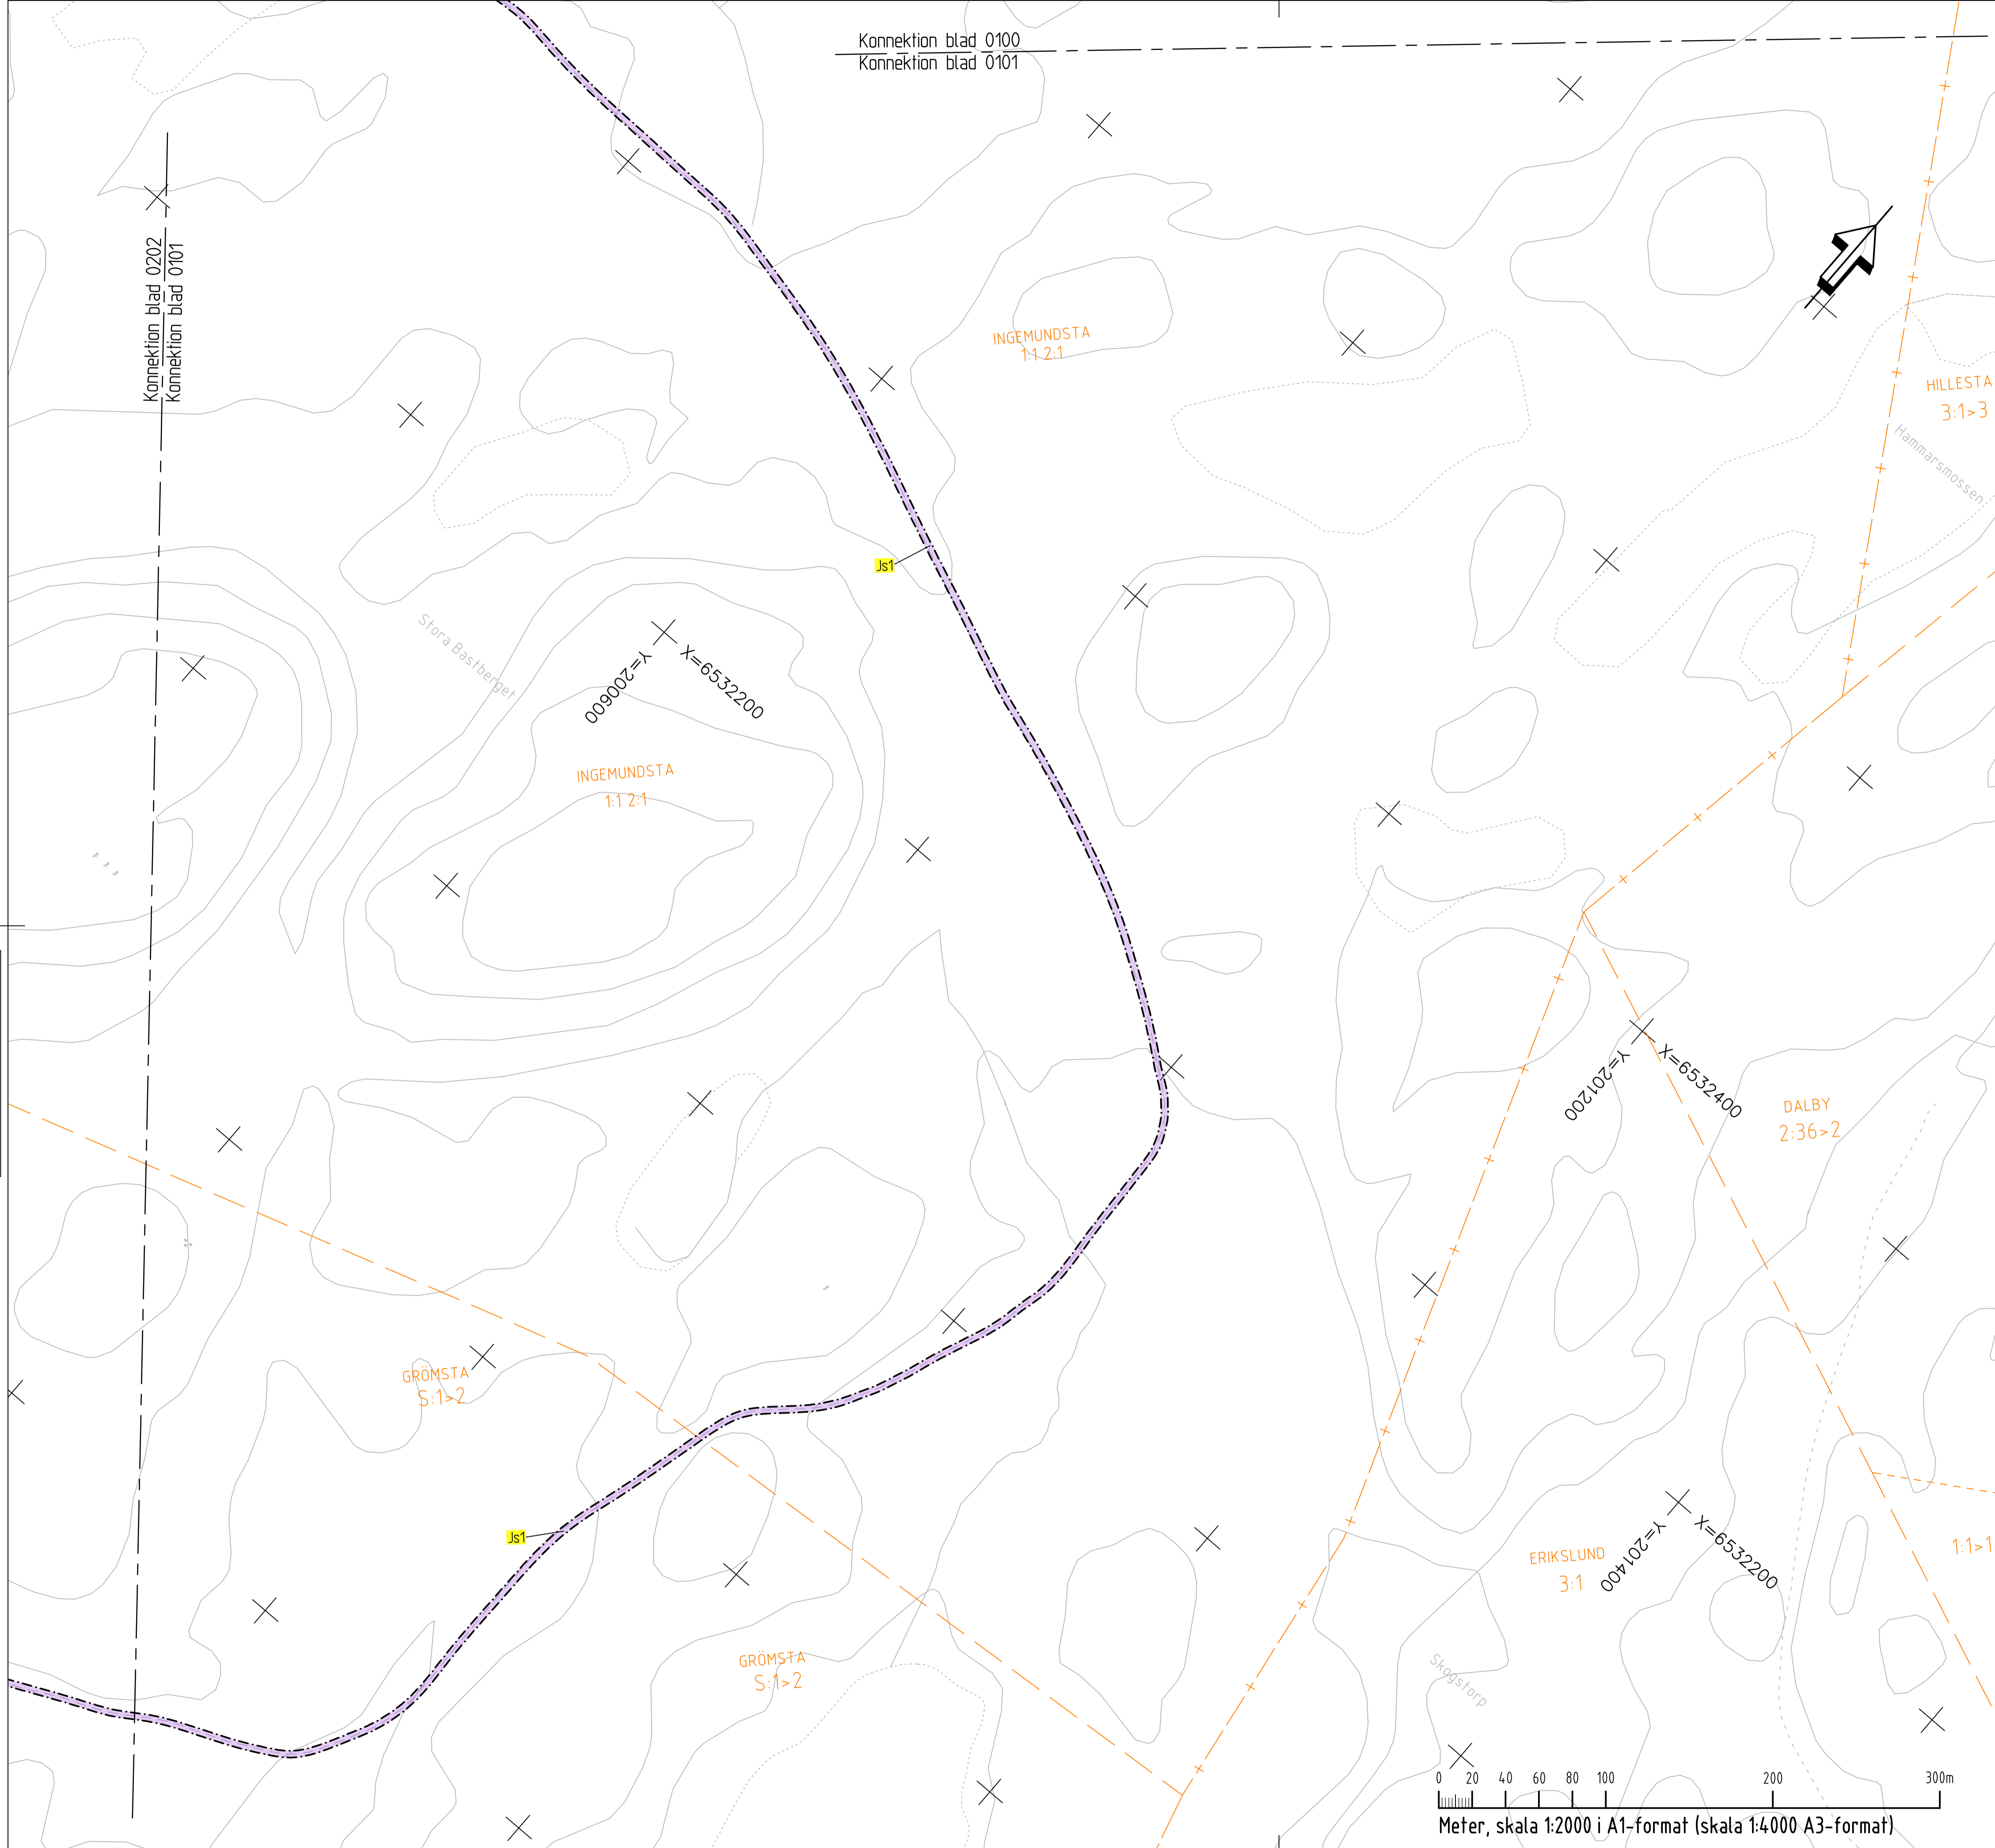 Konnektion blad 0100
Konnektion blad 0101
Konnektion blad 0202
Konnektion blad 0101
INGEMUNDSTA
1:1 2:1
HILLESTA
3:1>3
Hammarsmossen
Js1
Stora Bastberget
Y=200600
X=6532200
INGEMUNDSTA
1:1 2:1
Y=201200
X=6532400
DALBY
2:36>2
GRÖMSTA
S:1>2
Js1
ERIKSLUND
3:1
Y=201400
X=6532200
1:1>1
GRÖMSTA
S:1>2
Skogstorp
0 20 40 60 80 100 200 300m
Meter, skala 1:2000 i A1-format (skala 1:4000 A3-format)